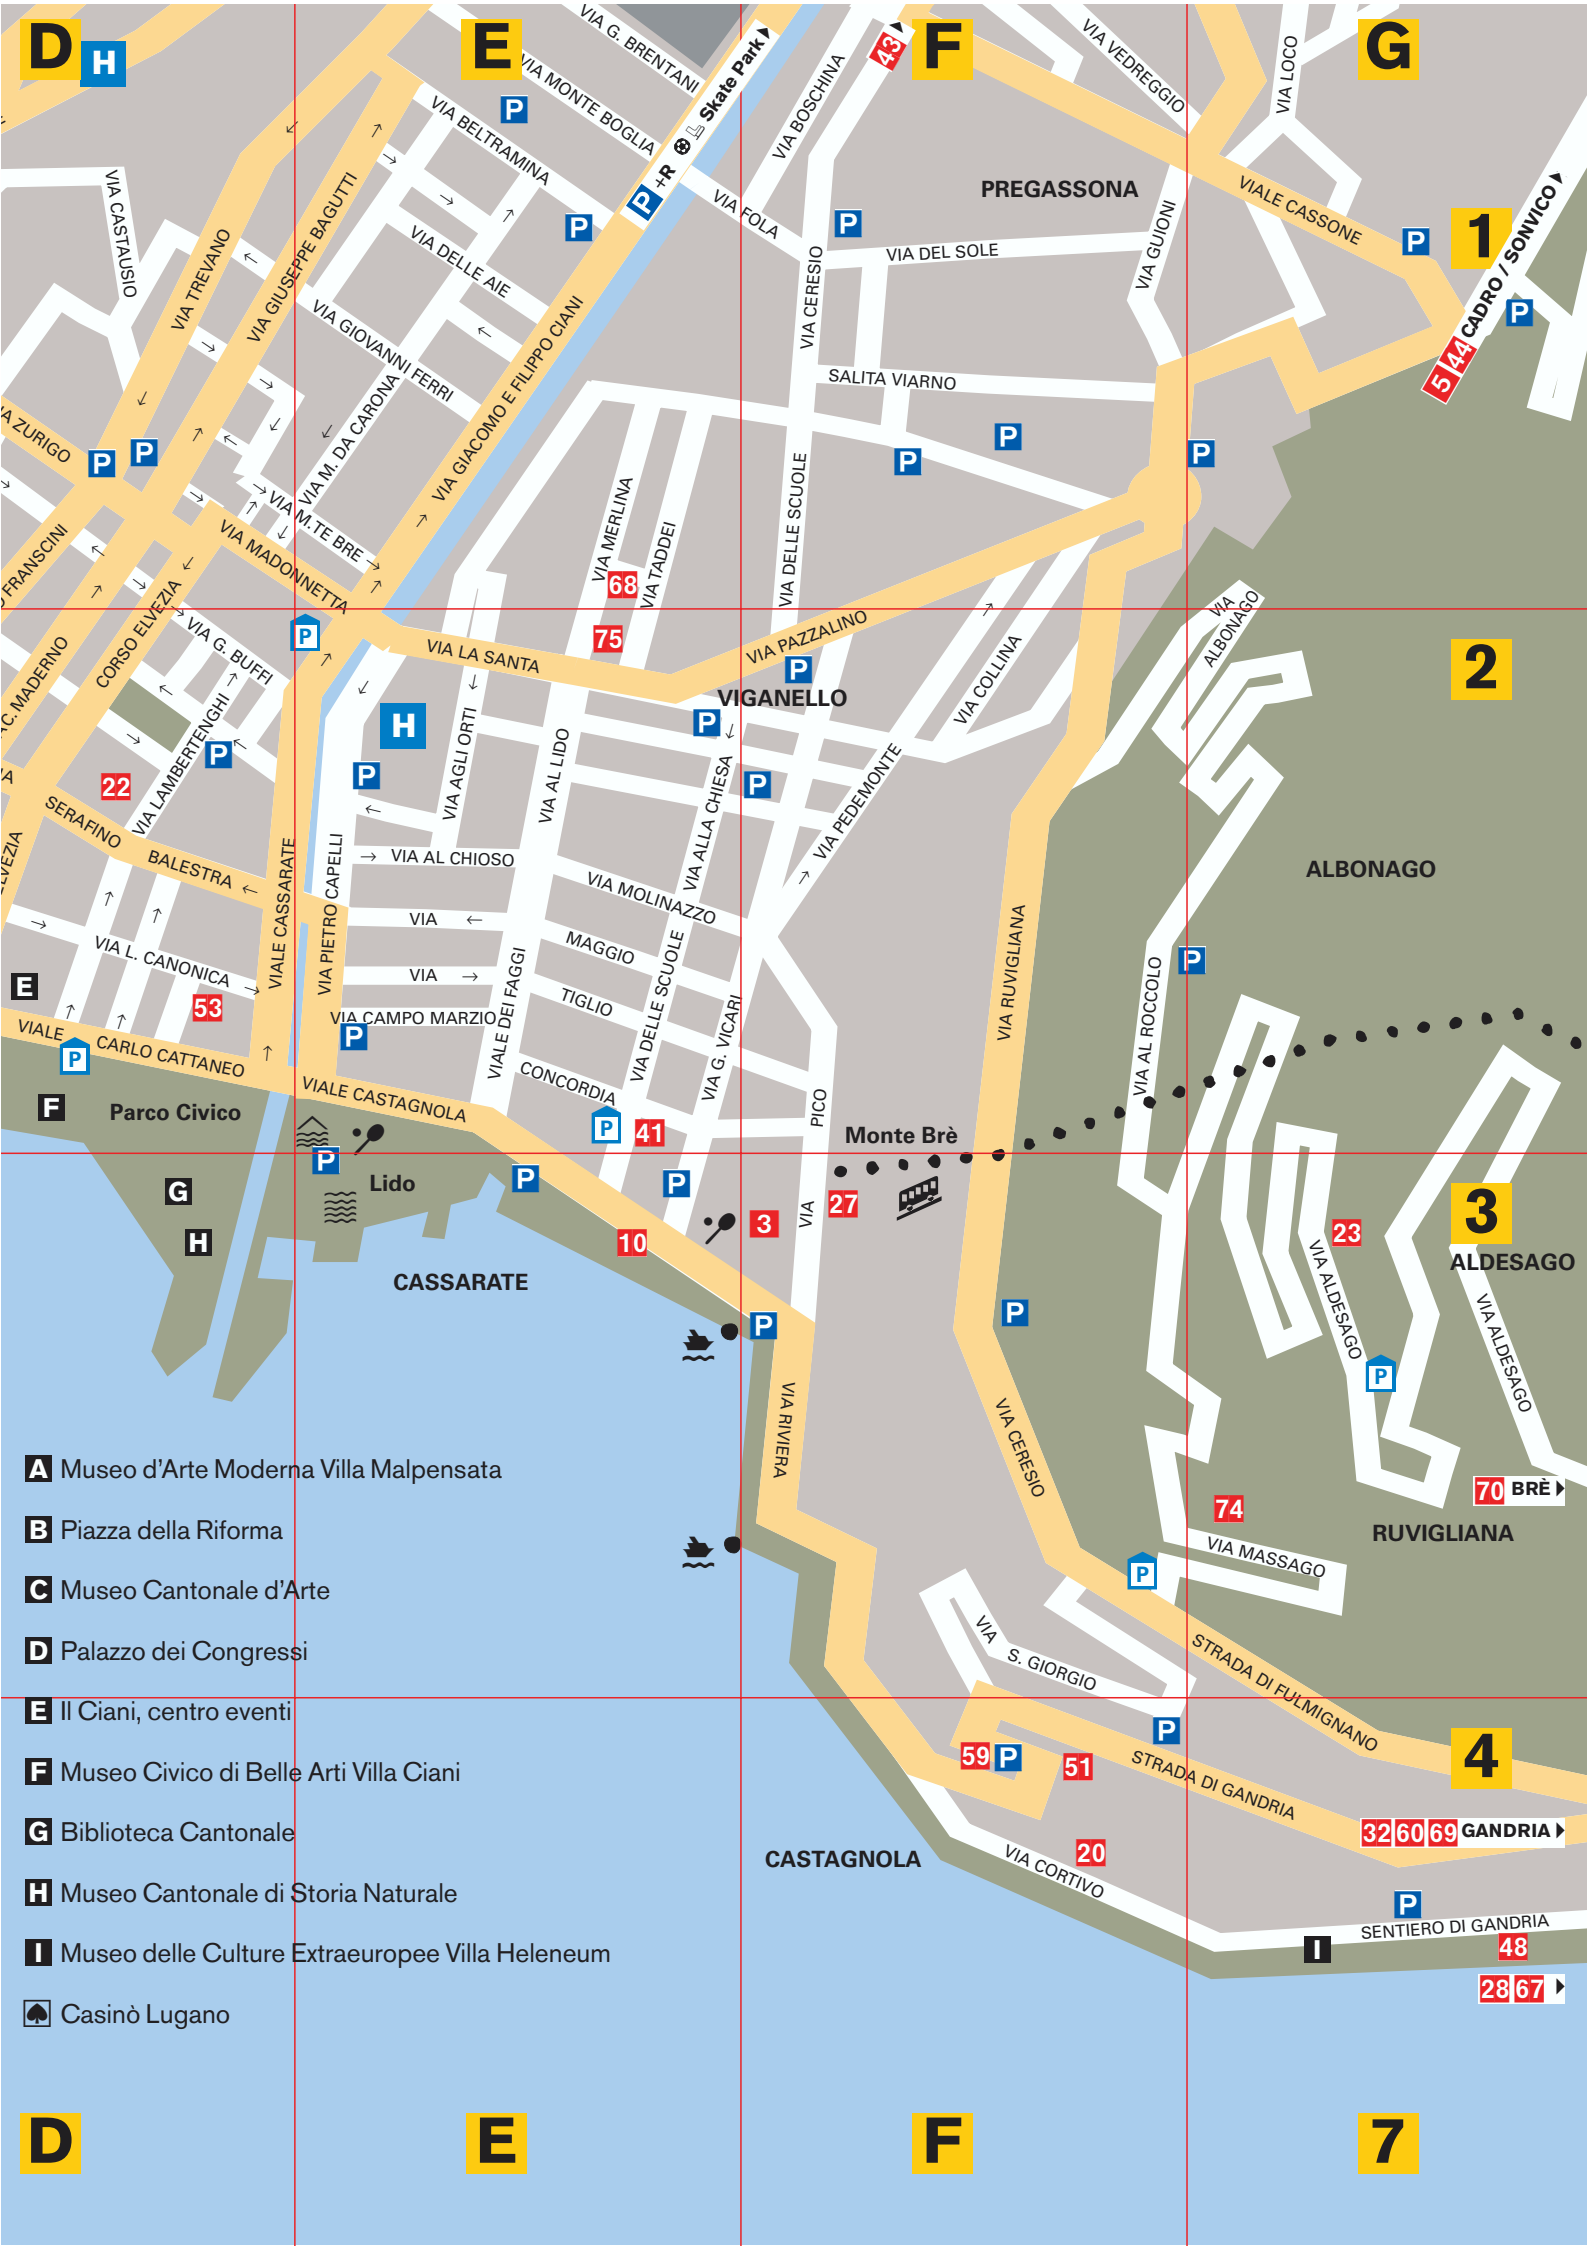 D
H
E
F
G
VIA G. BRENTANI
VIA MONTE BOGLIA
Skate Park
P +R
43
VIA BOSCHINA
VIA VEDREGGIO
VIA LOCO
P
VIA BELTRAMINA
VIA CASTAUSIO
VIA TREVANO
VIA GIUSEPPE BAGUTTI
P
VIA DELLE AIE
VIA FOLA
P
PREGASSONA
VIA DEL SOLE
VIA GUIONI
VIALE CASSONE
P
1
CADRO / SONVICO
5 44
P
VIA GIOVANNI FERRI
VIA GIACOMO E FILIPPO CIANI
VIA CERESIO
SALITA VIARNO
VIA M. DA CARONA
IA ZURIGO
P
P
P
P
P
VIA M.TE BRE
VIA MADONNETTA
FRANSCINI
VIA MERLINA
VIA TADDEI
68
VIA DELLE SCUOLE
VIA PAZZALINO
75
VIA LA SANTA
P
P
VIGANELLO
VIA COLLINA
VIA ALBONAGO
2
C. MADERNO
CORSO ELVEZIA
VIA G. BUFFI
VIA LAMBERTENGHI
P
H
P
P
P
22
VIA AGLI ORTI
VIA AL LIDO
VIA ALLA CHIESA
VIA PEDEMONTE
SERAFINO BALESTRA
IA
LVEZIA
VIALE CASSARATE
VIA PIETRO CAPELLI
VIA AL CHIOSO
VIA MOLINAZZO
ALBONAGO
VIA MAGGIO
VIA TIGLIO
VIA L. CANONICA
E
53
VIA CAMPO MARZIO
P
VIALE DEI FAGGI
VIA DELLE SCUOLE
VIA G. VICARI
VIA RUVIGLIANA
VIA AL ROCCOLO
P
VIALE CARLO CATTANEO
P
VIALE CASTAGNOLA
CONCORDIA
P
41
VIA PICO
F
Parco Civico
P
Lido
G
H
P
P
10
3
27
Monte Brè
23
3
ALDESAGO
VIA ALDESAGO
VIA ALDESAGO
CASSARATE
P
P
P
VIA RIVIERA
VIA CERESIO
70 BRÈ
74
RUVIGLIANA
VIA MASSAGO
P
VIA S. GIORGIO
STRADA DI FULMIGNANO
P
59 P
51
STRADA DI GANDRIA
4
32 60 69 GANDRIA
CASTAGNOLA
20
VIA CORTIVO
P
SENTIERO DI GANDRIA
I
48
28 67
A Museo d'Arte Moderna Villa Malpensata
B Piazza della Riforma
C Museo Cantonale d'Arte
D Palazzo dei Congressi
E Il Ciani, centro eventi
F Museo Civico di Belle Arti Villa Ciani
G Biblioteca Cantonale
H Museo Cantonale di Storia Naturale
I Museo delle Culture Extraeuropee Villa Heleneum
Casinò Lugano
D
E
F
7